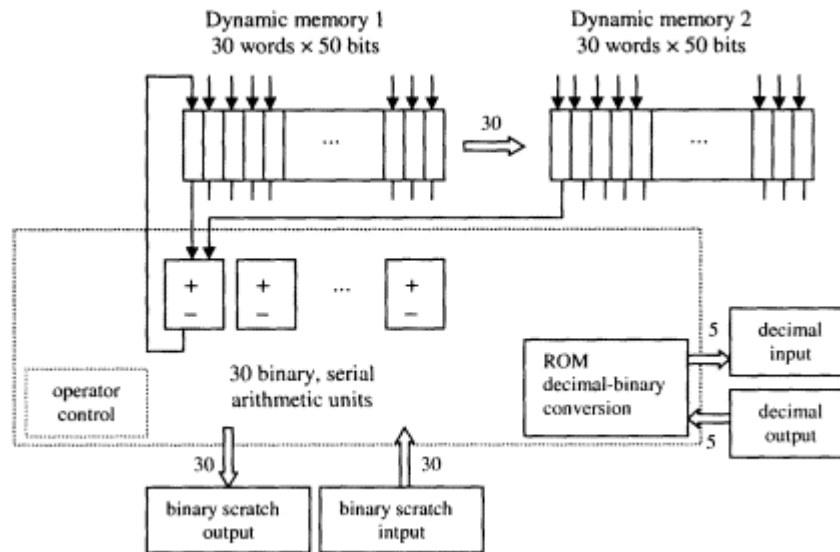 Dynamic memory 1
30 words × 50 bits
Dynamic memory 2
30 words × 50 bits
...
30
...
+
−
+
−
...
+
−
operator
control
30 binary, serial
arithmetic units
ROM
decimal-binary
conversion
5
decimal
input
5
decimal
output
30
30
binary scratch
output
binary scratch
intput